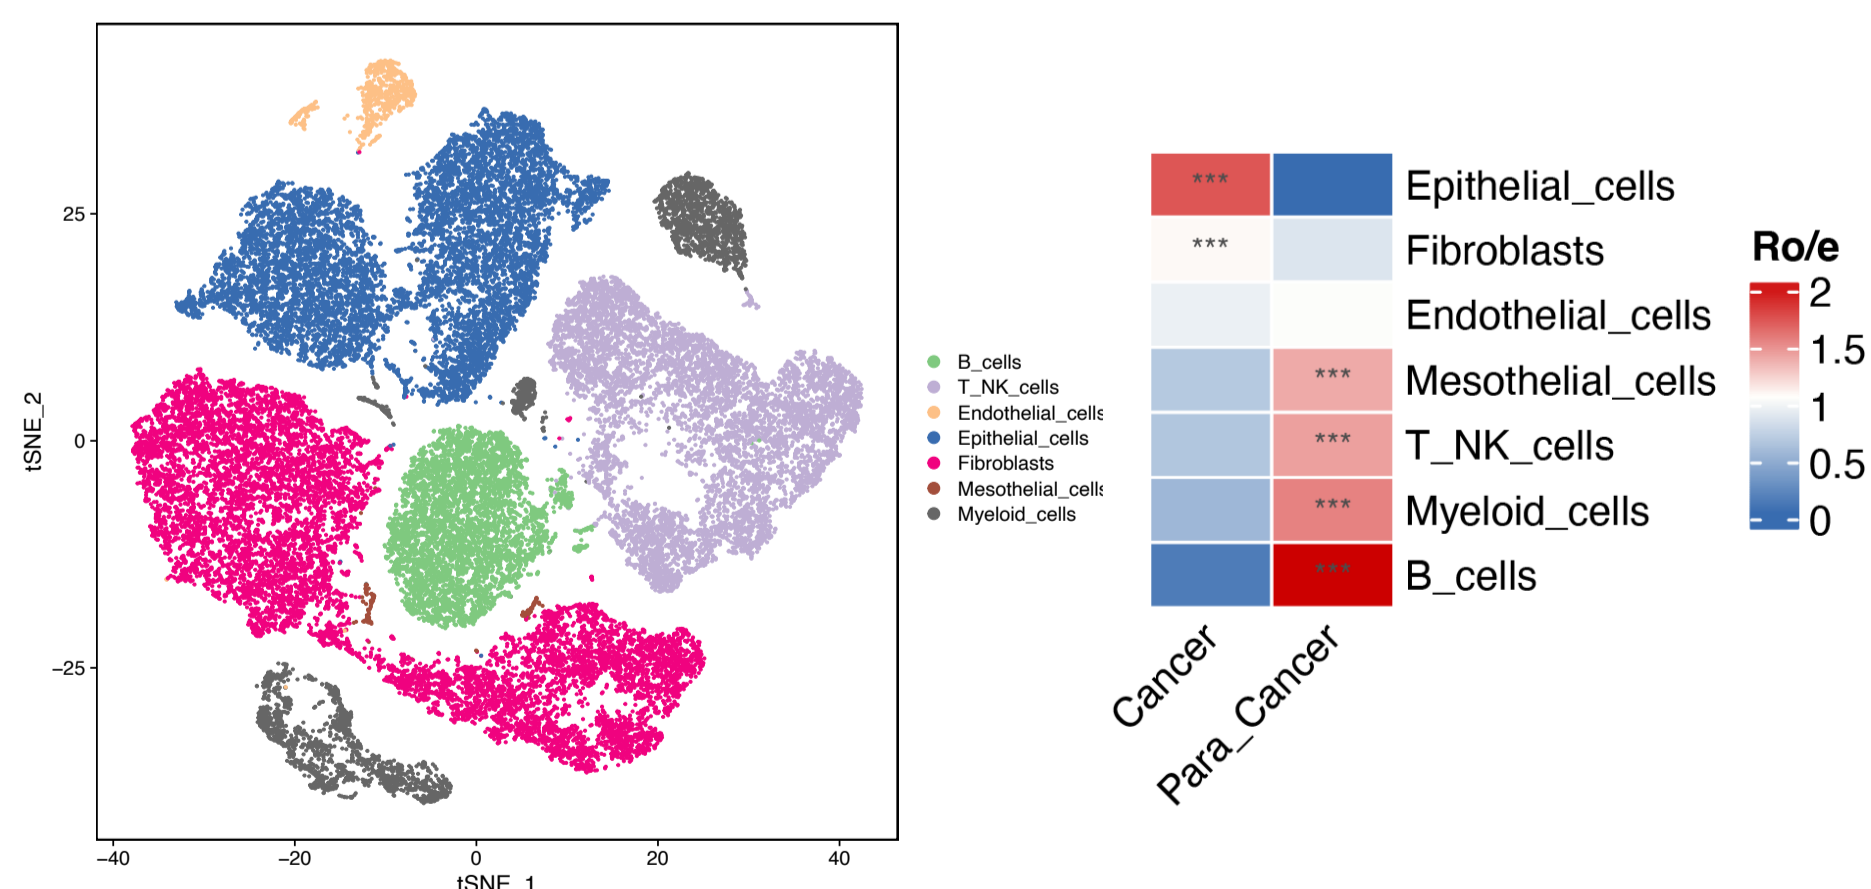 25
0
−25
tSNE_2
−40
−20
0
20
40
tSNE_1
B_cells
T_NK_cells
Endothelial_cells
Epithelial_cells
Fibroblasts
Mesothelial_cells
Myeloid_cells
*** Epithelial_cells
*** Fibroblasts
Endothelial_cells
*** Mesothelial_cells
*** T_NK_cells
*** Myeloid_cells
*** B_cells
Cancer
Para_Cancer
Ro/e
2
1.5
1
0.5
0